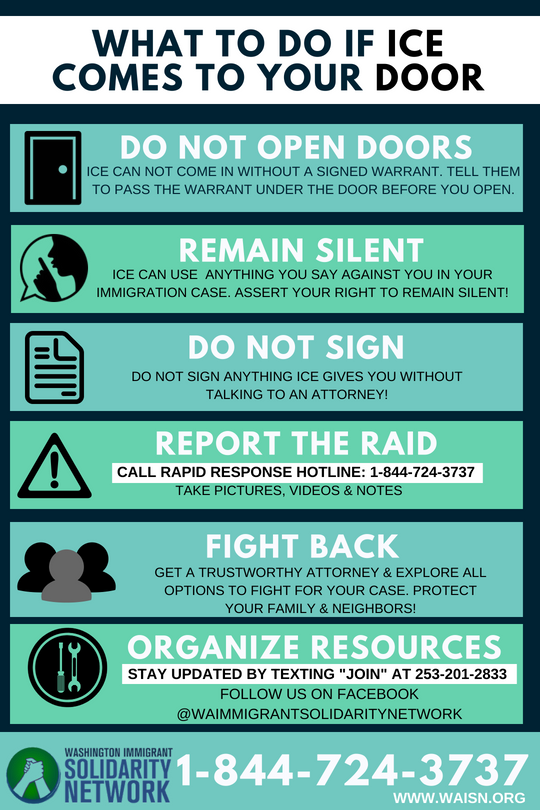 WHAT TO DO IF ICE
COMES TO YOUR DOOR
DO NOT OPEN DOORS
ICE CAN NOT COME IN WITHOUT A SIGNED WARRANT. TELL THEM
TO PASS THE WARRANT UNDER THE DOOR BEFORE YOU OPEN.
REMAIN SILENT
ICE CAN USE ANYTHING YOU SAY AGAINST YOU IN YOUR
IMMIGRATION CASE. ASSERT YOUR RIGHT TO REMAIN SILENT!
DO NOT SIGN
DO NOT SIGN ANYTHING ICE GIVES YOU WITHOUT
TALKING TO AN ATTORNEY!
REPORT THE RAID
CALL RAPID RESPONSE HOTLINE: 1-844-724-3737
TAKE PICTURES, VIDEOS & NOTES
FIGHT BACK
GET A TRUSTWORTHY ATTORNEY & EXPLORE ALL
OPTIONS TO FIGHT FOR YOUR CASE. PROTECT
YOUR FAMILY & NEIGHBORS!
ORGANIZE RESOURCES
STAY UPDATED BY TEXTING "JOIN" AT 253-201-2833
FOLLOW US ON FACEBOOK
@WAIMMIGRANTSOLIDARITYNETWORK
WASHINGTON IMMIGRANT
SOLIDARITY
NETWORK
1-844-724-3737
WWW.WAISN.ORG